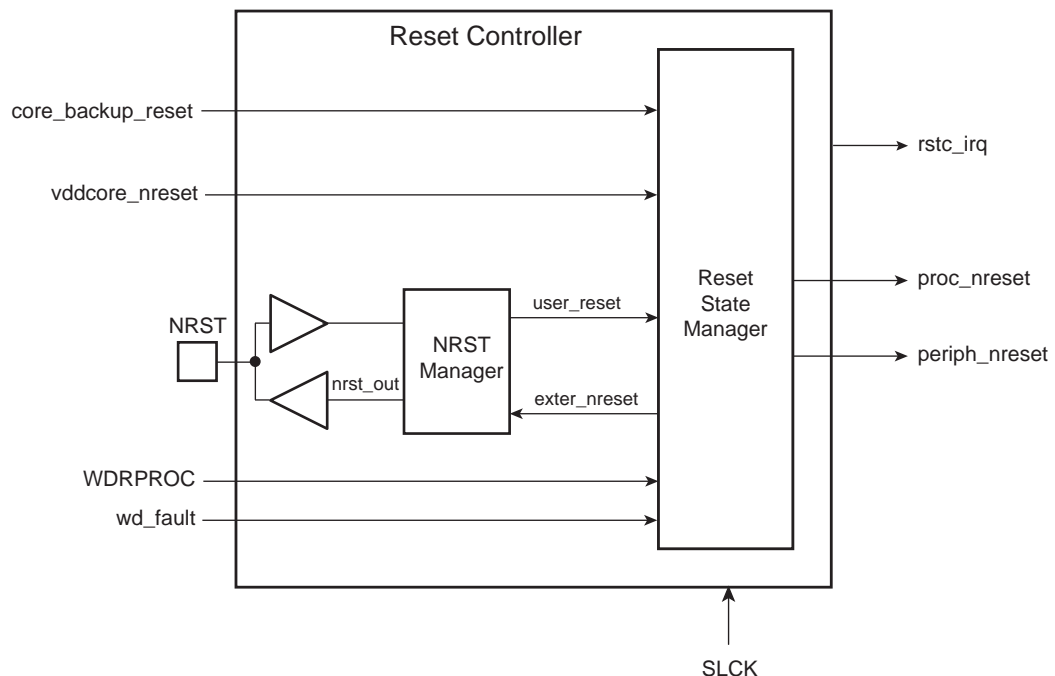 Reset Controller
core_backup_reset
rstc_irq
vddcore_nreset
Reset
State
Manager
proc_nreset
user_reset
NRST
NRST
Manager
periph_nreset
nrst_out
exter_nreset
WDRPROC
wd_fault
SLCK